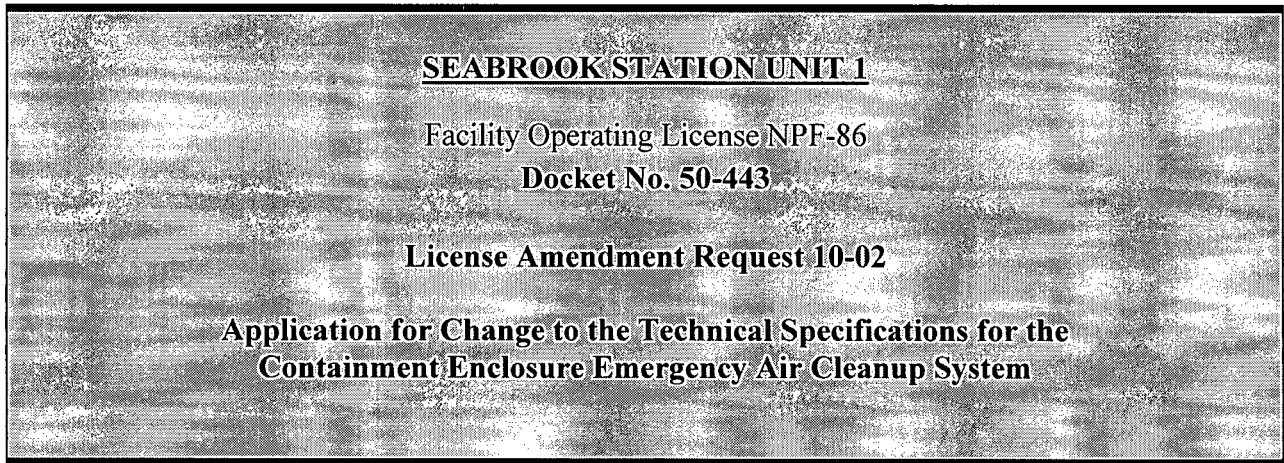 SEABROOK STATION UNIT 1
Facility Operating License NPF-86
Docket No. 50-443
License Amendment Request 10-02
Application for Change to the Technical Specifications for the
Containment Enclosure Emergency Air Cleanup System